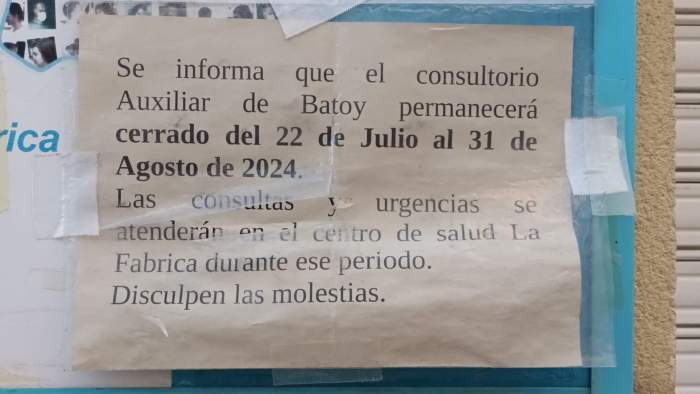 rica
Se informa que el consultorio
Auxiliar de Batoy permanecerá
cerrado del 22 de Julio al 31 de
Agosto de 2024.
Las consultas y urgencias se
atenderán en el centro de salud La
Fabrica durante ese periodo.
Disculpen las molestias.